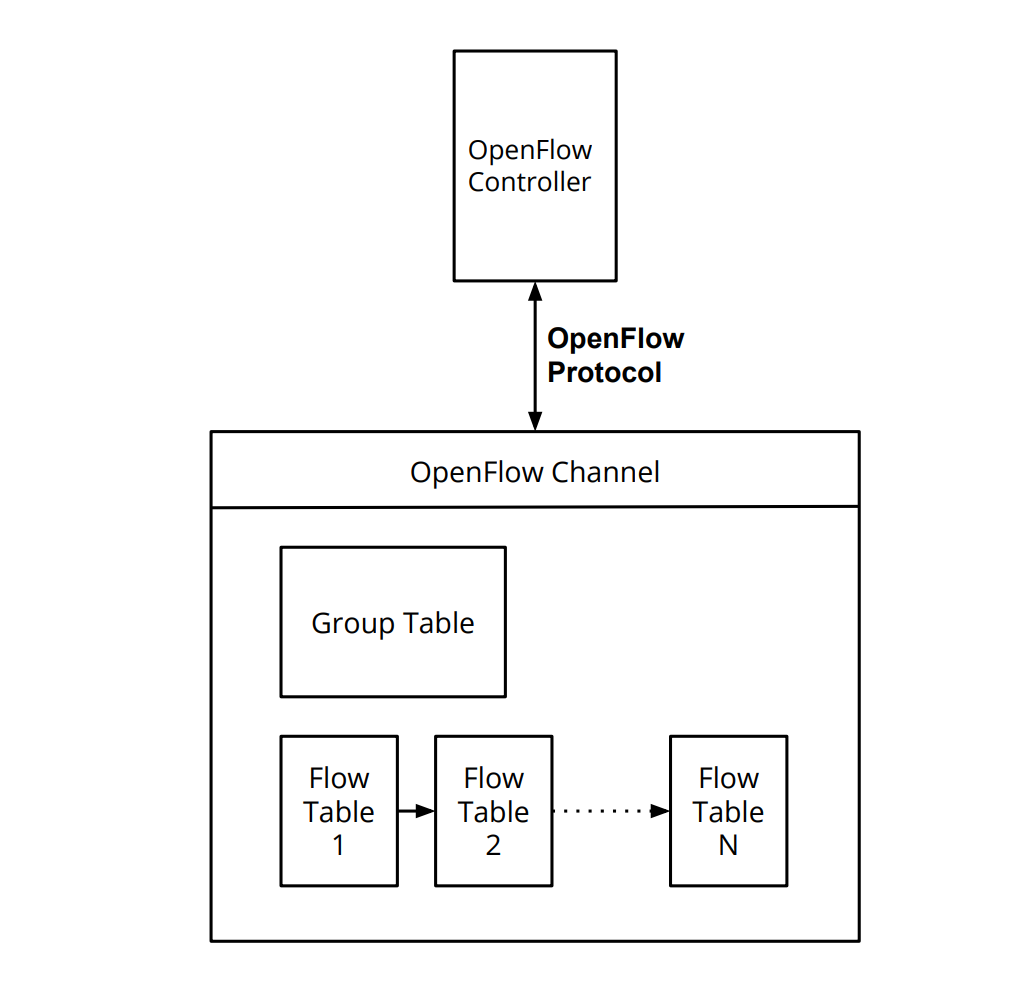 OpenFlow
Controller
OpenFlow
Protocol
OpenFlow Channel
Group Table
Flow
Table
1
Flow
Table
2
Flow
Table
N